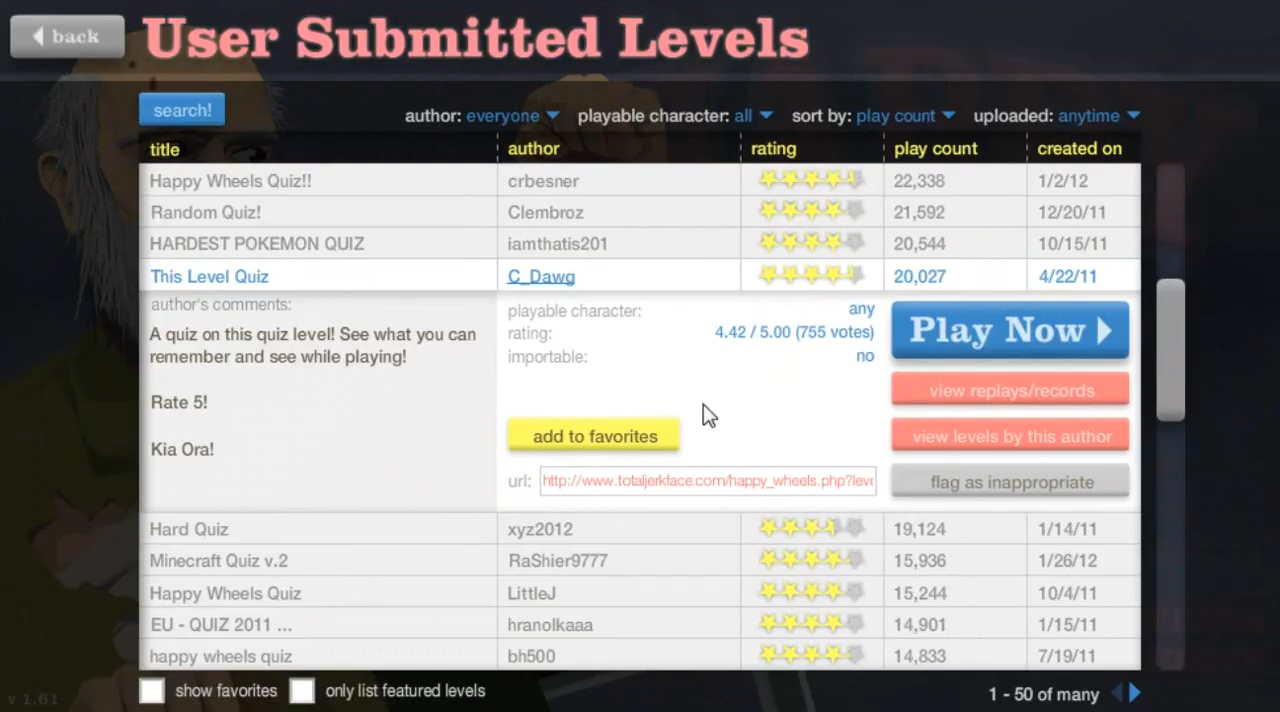 back
User Submitted Levels
search!
author: everyone playable character: all sort by: play count uploaded: anytime
title author rating play count created on
Happy Wheels Quiz!! crbesner 22,338 1/2/12
Random Quiz! Clembroz 21,592 12/20/11
HARDEST POKEMON QUIZ iamthatis201 20,544 10/15/11
This Level Quiz C_Dawg 20,027 4/22/11
author's comments:
A quiz on this quiz level! See what you can
remember and see while playing!
Rate 5!
Kia Ora!
playable character: any
rating: 4.42 / 5.00 (755 votes)
importable: no
add to favorites
url: http://www.totaljerkface.com/happy_wheels.php?leve
Play Now
view replays/records
view levels by this author
flag as inappropriate
Hard Quiz xyz2012 19,124 1/14/11
Minecraft Quiz v.2 RaShier9777 15,936 1/26/12
Happy Wheels Quiz LittleJ 15,244 10/4/11
EU - QUIZ 2011 ... hranolkaaa 14,901 1/15/11
happy wheels quiz bh500 14,833 7/19/11
show favorites only list featured levels
1 - 50 of many
v 1.61